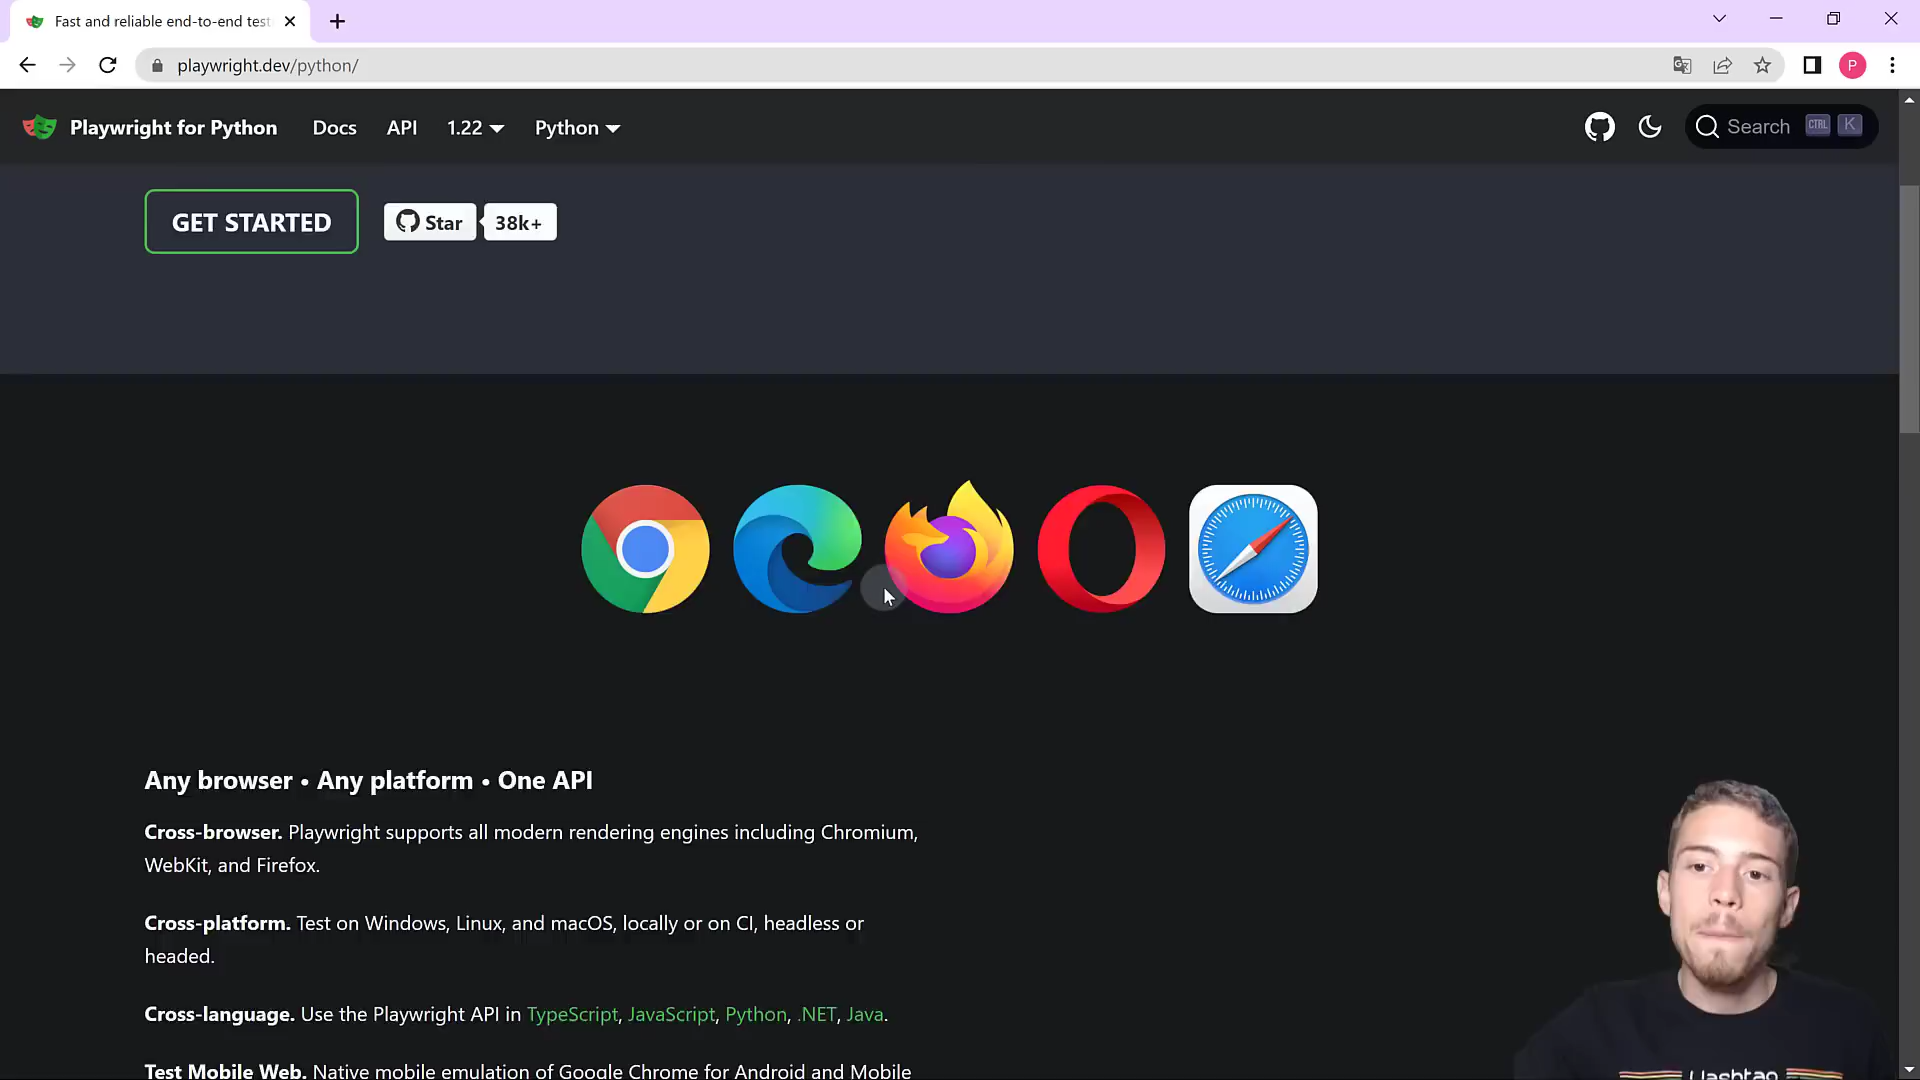 Fast and reliable end-to-end test
playwright.dev/python/
P
Playwright for Python Docs API 1.22 Python Search CTRL K
GET STARTED Star 38k+
Any browser • Any platform • One API
Cross-browser. Playwright supports all modern rendering engines including Chromium,
WebKit, and Firefox.
Cross-platform. Test on Windows, Linux, and macOS, locally or on CI, headless or
headed.
Cross-language. Use the Playwright API in TypeScript, JavaScript, Python, .NET, Java.
Test Mobile Web. Native mobile emulation of Google Chrome for Android and Mobile
Hashtag